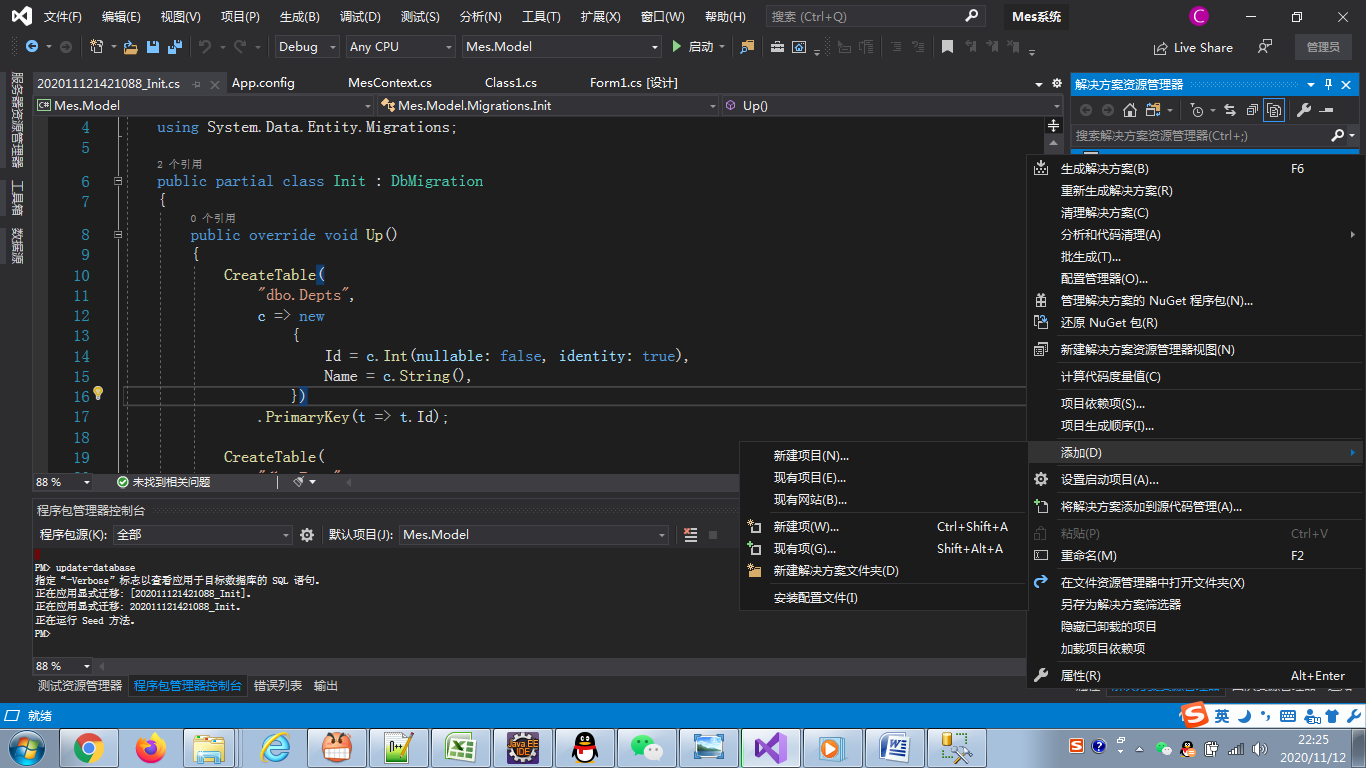 文件(F) 编辑(E) 视图(V) 项目(P) 生成(B) 调试(D) 测试(S) 分析(N) 工具(T) 扩展(X) 窗口(W) 帮助(H) 搜索 (Ctrl+Q) Mes系统 C
Debug Any CPU Mes.Model 启动 Live Share 管理员
服务器资源管理器
工具箱
数据源
202011121421088_Init.cs App.config MesContext.cs Class1.cs Form1.cs [设计]
Mes.Model Mes.Model.Migrations.Init Up()
4 using System.Data.Entity.Migrations;
5
2 个引用
6 public partial class Init : DbMigration
7 {
0 个引用
8 public override void Up()
9 {
10 CreateTable(
11 "dbo.Depts",
12 c => new
13 {
14 Id = c.Int(nullable: false, identity: true),
15 Name = c.String(),
16 })
17 .PrimaryKey(t => t.Id);
18
19 CreateTable(
88 % 未找到相关问题
程序包管理器控制台
程序包源(K): 全部 默认项目(J): Mes.Model
PM> update-database
指定“-Verbose”标志以查看应用于目标数据库的 SQL 语句。
正在应用显式迁移: [202011121421088_Init]。
正在应用显式迁移: 202011121421088_Init。
正在运行 Seed 方法。
PM>
88 %
测试资源管理器 程序包管理器控制台 错误列表 输出
解决方案资源管理器
搜索解决方案资源管理器(Ctrl+;)
生成解决方案(B) F6
重新生成解决方案(R)
清理解决方案(C)
分析和代码清理(A)
批生成(T)...
配置管理器(O)...
管理解决方案的 NuGet 程序包(N)...
还原 NuGet 包(R)
新建解决方案资源管理器视图(N)
计算代码度量值(C)
项目依赖项(S)...
项目生成顺序(I)...
添加(D)
设置启动项目(A)...
将解决方案添加到源代码管理(A)...
粘贴(P) Ctrl+V
重命名(M) F2
在文件资源管理器中打开文件夹(X)
另存为解决方案筛选器
隐藏已卸载的项目
加载项目依赖项
属性(R) Alt+Enter
新建项目(N)...
现有项目(E)...
现有网站(B)...
新建项(W)... Ctrl+Shift+A
现有项(G)... Shift+Alt+A
新建解决方案文件夹(D)
安装配置文件(I)
就绪
英
22:25
2020/11/12